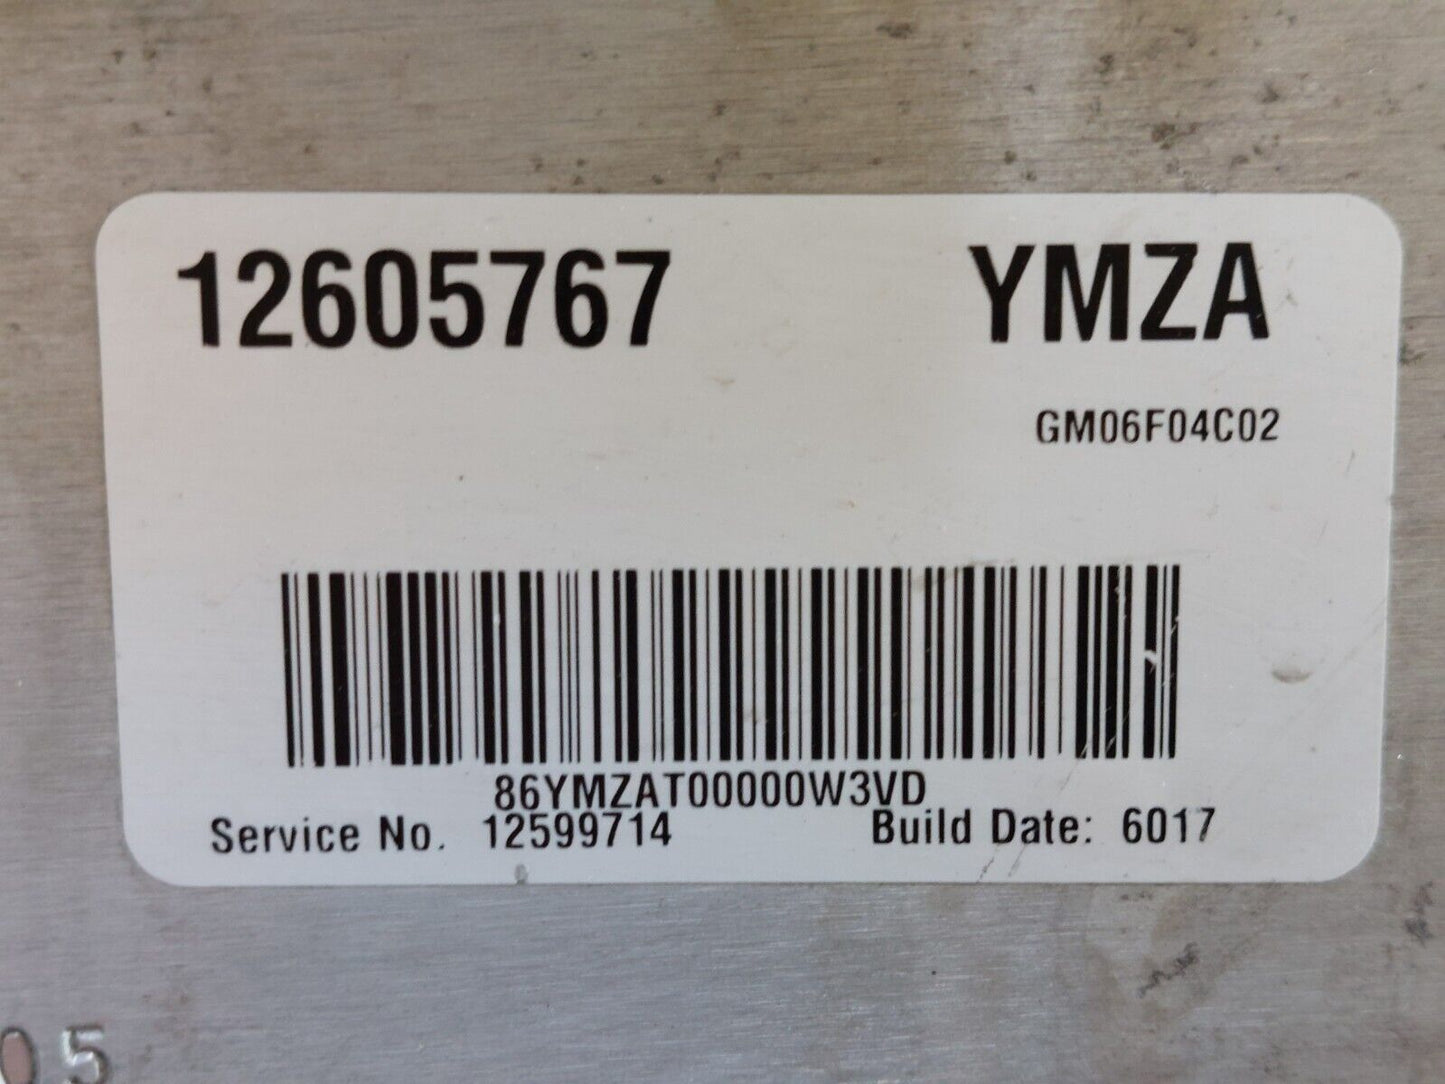 12605767 YMZA
GM06F04C02
86YMZAT00000W3VD
Service No. 12599714 Build Date: 6017
05